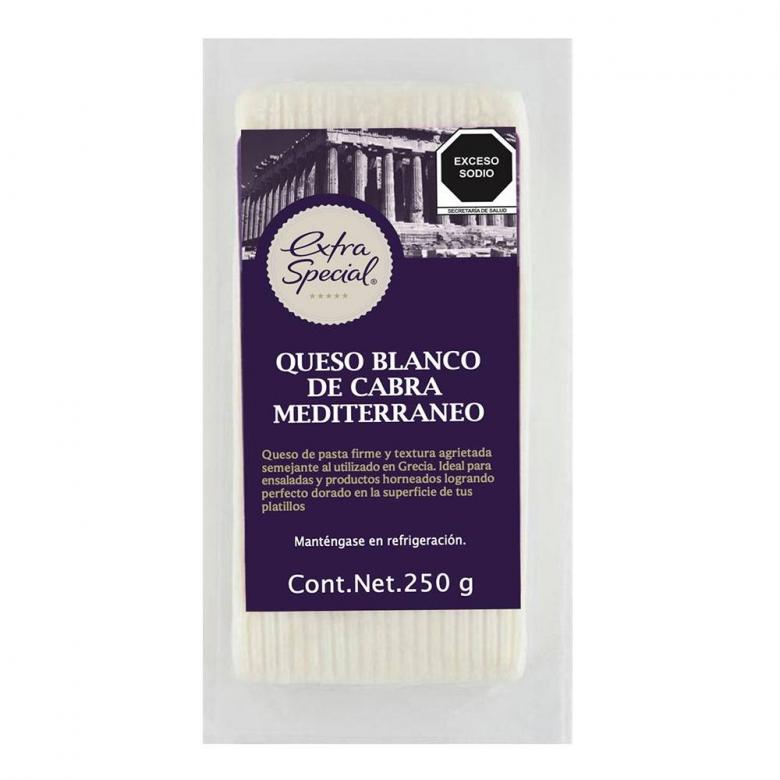 EXCESO
SODIO
SECRETARÍA DE SALUD
Extra
Special®
QUESO BLANCO
DE CABRA
MEDITERRANEO
Queso de pasta firme y textura agrietada
semejante al utilizado en Grecia. Ideal para
ensaladas y productos horneados logrando
perfecto dorado en la superficie de tus
platillos
Manténgase en refrigeración.
Cont.Net.250 g